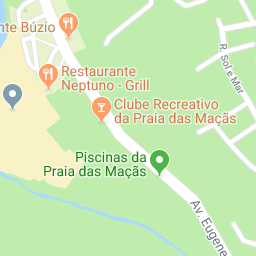 nte Búzio
Restaurante
Neptuno - Grill
R. Sol e Mar
Clube Recreativo
da Praia das Maçãs
Piscinas da
Praia das Maçãs
Av. Eugene